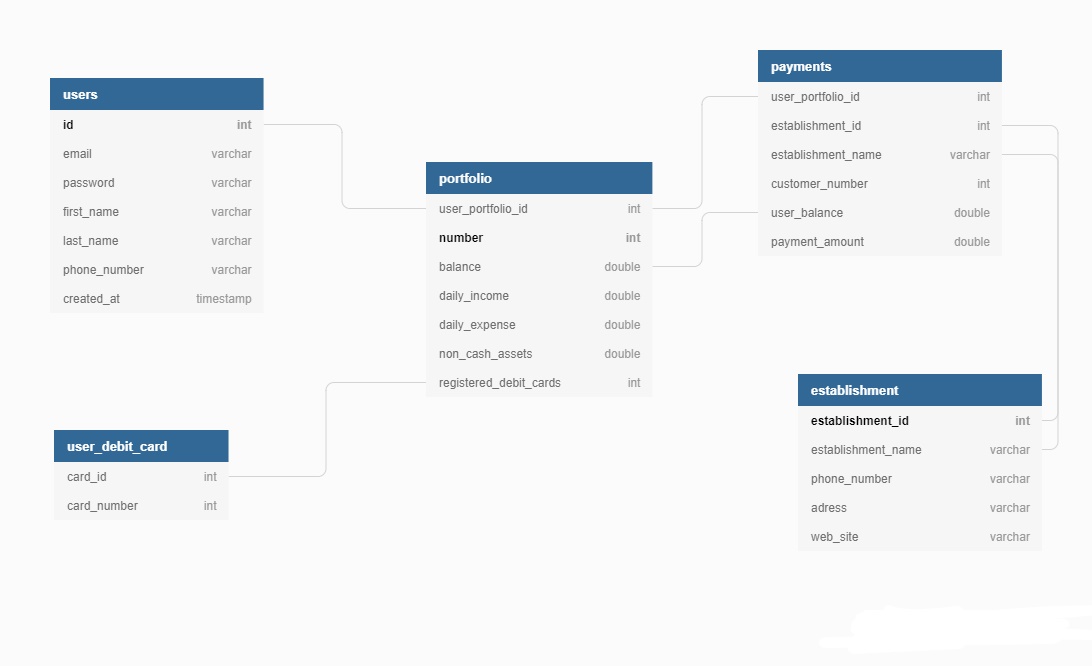 users
id int
email varchar
password varchar
first_name varchar
last_name varchar
phone_number varchar
created_at timestamp
user_debit_card
card_id int
card_number int
portfolio
user_portfolio_id int
number int
balance double
daily_income double
daily_expense double
non_cash_assets double
registered_debit_cards int
payments
user_portfolio_id int
establishment_id int
establishment_name varchar
customer_number int
user_balance double
payment_amount double
establishment
establishment_id int
establishment_name varchar
phone_number varchar
adress varchar
web_site varchar